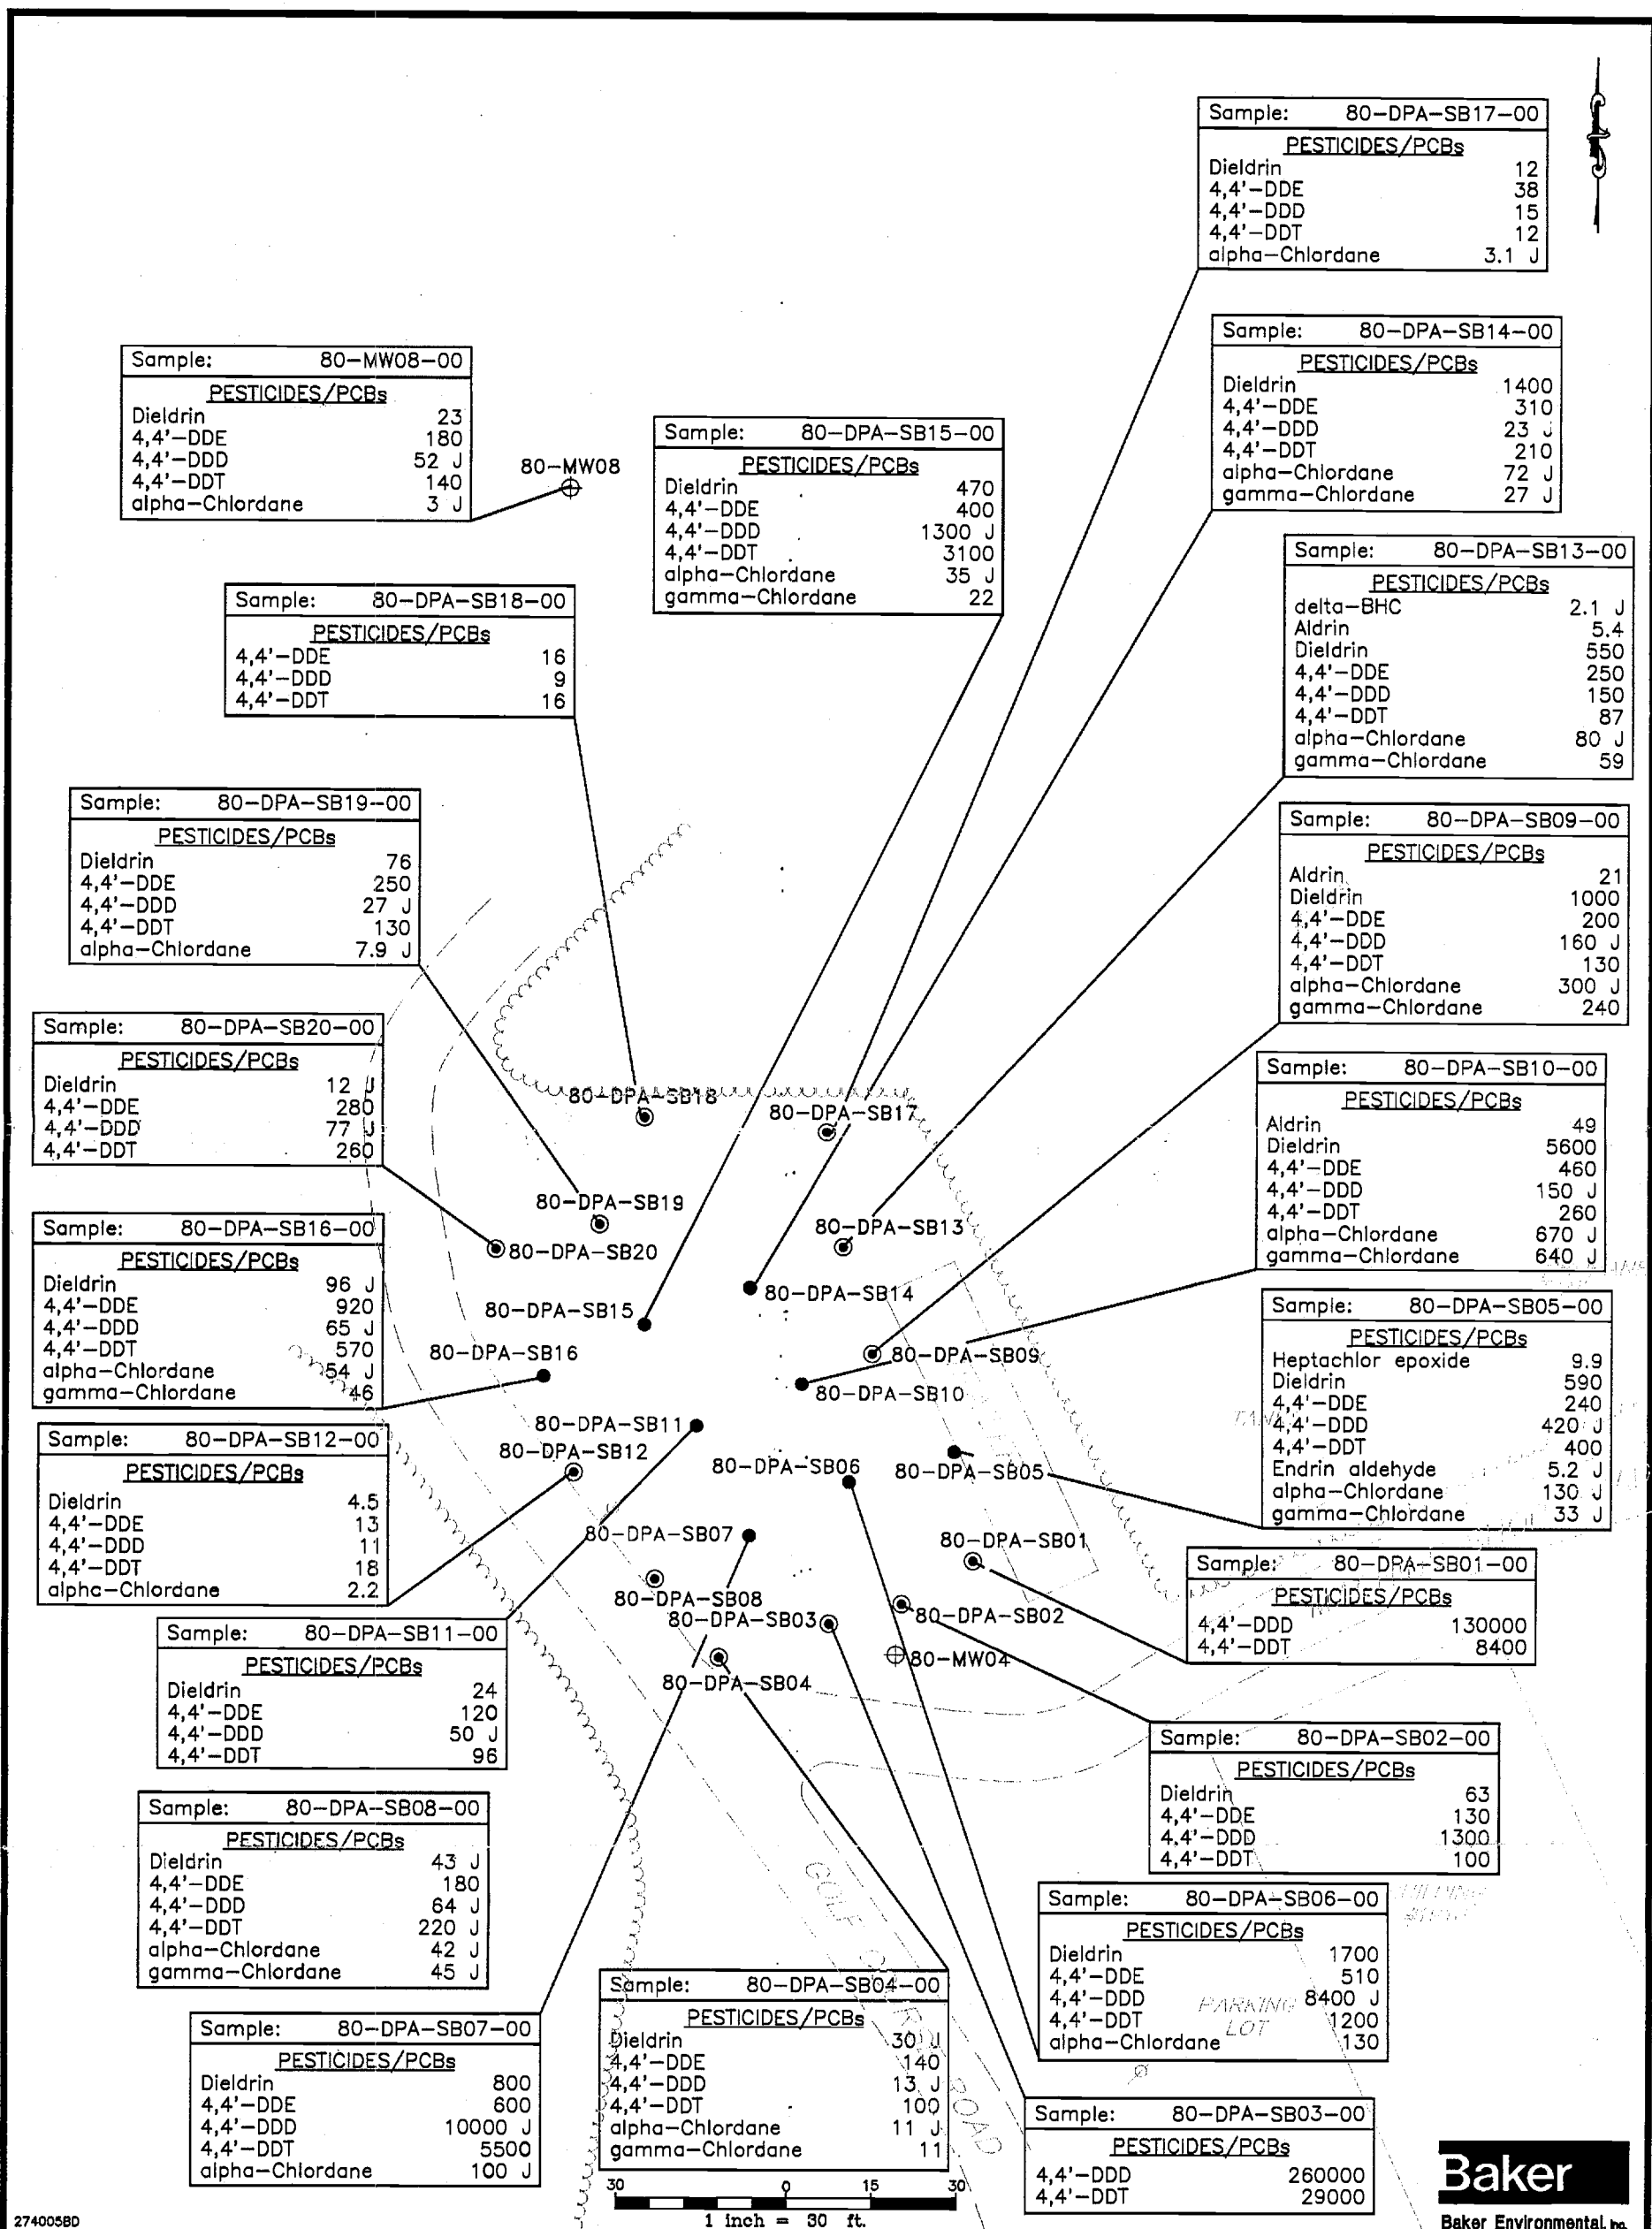 Sample: 80-DPA-SB17-00
PESTICIDES/PCBs
Dieldrin 12
4,4'-DDE 38
4,4'-DDD 15
4,4'-DDT 12
alpha-Chlordane 3.1 J
Sample: 80-DPA-SB14-00
PESTICIDES/PCBs
Dieldrin 1400
4,4'-DDE 310
4,4'-DDD 23 J
4,4'-DDT 210
alpha-Chlordane 72 J
gamma-Chlordane 27 J
Sample: 80-MW08-00
PESTICIDES/PCBs
Dieldrin 23
4,4'-DDE 180
4,4'-DDD 52 J
4,4'-DDT 140
alpha-Chlordane 3 J
80-MW08
Sample: 80-DPA-SB15-00
PESTICIDES/PCBs
Dieldrin 470
4,4'-DDE 400
4,4'-DDD 1300 J
4,4'-DDT 3100
alpha-Chlordane 35 J
gamma-Chlordane 22
Sample: 80-DPA-SB13-00
PESTICIDES/PCBs
delta-BHC 2.1 J
Aldrin 5.4
Dieldrin 550
4,4'-DDE 250
4,4'-DDD 150
4,4'-DDT 87
alpha-Chlordane 80 J
gamma-Chlordane 59
Sample: 80-DPA-SB18-00
PESTICIDES/PCBs
4,4'-DDE 16
4,4'-DDD 9
4,4'-DDT 16
Sample: 80-DPA-SB19-00
PESTICIDES/PCBs
Dieldrin 76
4,4'-DDE 250
4,4'-DDD 27 J
4,4'-DDT 130
alpha-Chlordane 7.9 J
Sample: 80-DPA-SB09-00
PESTICIDES/PCBs
Aldrin 21
Dieldrin 1000
4,4'-DDE 200
4,4'-DDD 160 J
4,4'-DDT 130
alpha-Chlordane 300 J
gamma-Chlordane 240
Sample: 80-DPA-SB20-00
PESTICIDES/PCBs
Dieldrin 12 J
4,4'-DDE 280
4,4'-DDD 77 J
4,4'-DDT 260
Sample: 80-DPA-SB10-00
PESTICIDES/PCBs
Aldrin 49
Dieldrin 5600
4,4'-DDE 460
4,4'-DDD 150 J
4,4'-DDT 260
alpha-Chlordane 670 J
gamma-Chlordane 640 J
80-DPA-SB18
80-DPA-SB17
80-DPA-SB19
80-DPA-SB20
80-DPA-SB13
80-DPA-SB14
80-DPA-SB15
80-DPA-SB16
80-DPA-SB09
80-DPA-SB10
80-DPA-SB11
80-DPA-SB12
80-DPA-SB06
80-DPA-SB05
80-DPA-SB07
80-DPA-SB01
80-DPA-SB08
80-DPA-SB03
80-DPA-SB02
80-MW04
80-DPA-SB04
Sample: 80-DPA-SB16-00
PESTICIDES/PCBs
Dieldrin 96 J
4,4'-DDE 920
4,4'-DDD 65 J
4,4'-DDT 570
alpha-Chlordane 54 J
gamma-Chlordane 46
Sample: 80-DPA-SB05-00
PESTICIDES/PCBs
Heptachlor epoxide 9.9
Dieldrin 590
4,4'-DDE 240
4,4'-DDD 420 J
4,4'-DDT 400
Endrin aldehyde 5.2 J
alpha-Chlordane 130 J
gamma-Chlordane 33 J
Sample: 80-DPA-SB12-00
PESTICIDES/PCBs
Dieldrin 4.5
4,4'-DDE 13
4,4'-DDD 11
4,4'-DDT 18
alpha-Chlordane 2.2
Sample: 80-DPA-SB01-00
PESTICIDES/PCBs
4,4'-DDD 130000
4,4'-DDT 8400
Sample: 80-DPA-SB11-00
PESTICIDES/PCBs
Dieldrin 24
4,4'-DDE 120
4,4'-DDD 50 J
4,4'-DDT 96
Sample: 80-DPA-SB02-00
PESTICIDES/PCBs
Dieldrin 63
4,4'-DDE 130
4,4'-DDD 1300
4,4'-DDT 100
Sample: 80-DPA-SB08-00
PESTICIDES/PCBs
Dieldrin 43 J
4,4'-DDE 180
4,4'-DDD 64 J
4,4'-DDT 220 J
alpha-Chlordane 42 J
gamma-Chlordane 45 J
Sample: 80-DPA-SB06-00
PESTICIDES/PCBs
Dieldrin 1700
4,4'-DDE 510
4,4'-DDD 8400 J
4,4'-DDT 1200
alpha-Chlordane 130
PARKING
LOT
Sample: 80-DPA-SB04-00
PESTICIDES/PCBs
Dieldrin 30 J
4,4'-DDE 140
4,4'-DDD 13 J
4,4'-DDT 100
alpha-Chlordane 11 J
gamma-Chlordane 11
GOLF
ROAD
Sample: 80-DPA-SB07-00
PESTICIDES/PCBs
Dieldrin 800
4,4'-DDE 600
4,4'-DDD 10000 J
4,4'-DDT 5500
alpha-Chlordane 100 J
Sample: 80-DPA-SB03-00
PESTICIDES/PCBs
4,4'-DDD 260000
4,4'-DDT 29000
30 0 15 30
1 inch = 30 ft.
274005BD
Baker
Baker Environmental, Inc.